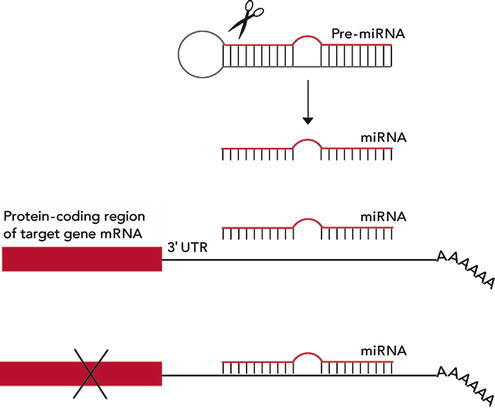 Pre-miRNA
miRNA
Protein-coding region
of target gene mRNA
miRNA
3' UTR
AAAAAA
miRNA
AAAAAA